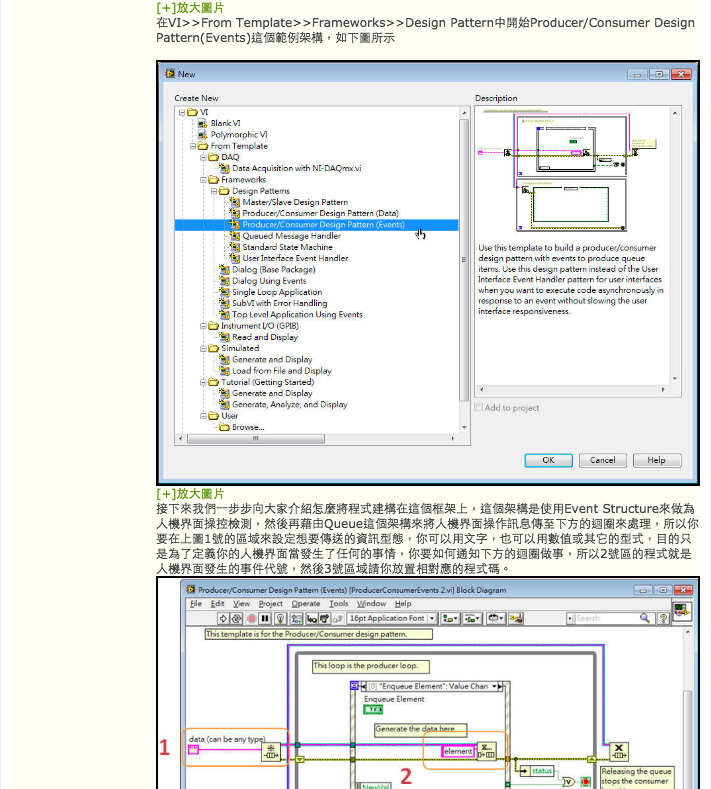 [+]放大圖片
在VI>>From Template>>Frameworks>>Design Pattern中開始Producer/Consumer Design
Pattern(Events)這個範例架構，如下圖所示
New
Create New
VI
Blank VI
Polymorphic VI
From Template
DAQ
Data Acquisition with NI-DAQmx.vi
Frameworks
Design Patterns
Master/Slave Design Pattern
Producer/Consumer Design Pattern (Data)
Producer/Consumer Design Pattern (Events)
Queued Message Handler
Standard State Machine
User Interface Event Handler
Dialog (Base Package)
Dialog Using Events
Single Loop Application
SubVI with Error Handling
Top Level Application Using Events
Instrument I/O (GPIB)
Read and Display
Simulated
Generate and Display
Load from File and Display
Tutorial (Getting Started)
Generate and Display
Generate, Analyze, and Display
User
Browse...
Description
Use this template to build a producer/consumer
design pattern with events to produce queue
items. Use this design pattern instead of the User
Interface Event Handler pattern for user interfaces
when you want to execute code asynchronously in
response to an event without slowing the user
interface responsiveness.
Add to project
OK
Cancel
Help
[+]放大圖片
接下來我們一步步向大家介紹怎麼將程式建構在這個框架上，這個架構是使用Event Structure來做為
人機界面操控檢測，然後再藉由Queue這個架構來將人機界面操作訊息傳至下方的迴圈來處理，所以你
要在上圖1號的區域來設定想要傳送的資訊型態，你可以用文字，也可以用數值或其它的型式，目的只
是為了定義你的人機界面當發生了任何的事情，你要如何通知下方的迴圈做事，所以2號區的程式就是
人機界面發生的事件代號，然後3號區域請你放置相對應的程式碼。
Producer/Consumer Design Pattern (Events) [ProducerConsumerEvents 2.vi] Block Diagram
File Edit View Project Operate Tools Window Help
16pt Application Font
Search
This template is for the Producer/Consumer design pattern.
This loop is the producer loop.
[0] "Enqueue Element": Value Chan
Enqueue Element
TF
Generate the data here.
data (can be any type)
element
1
2
status
NewVal
Releasing the queue
stops the consumer